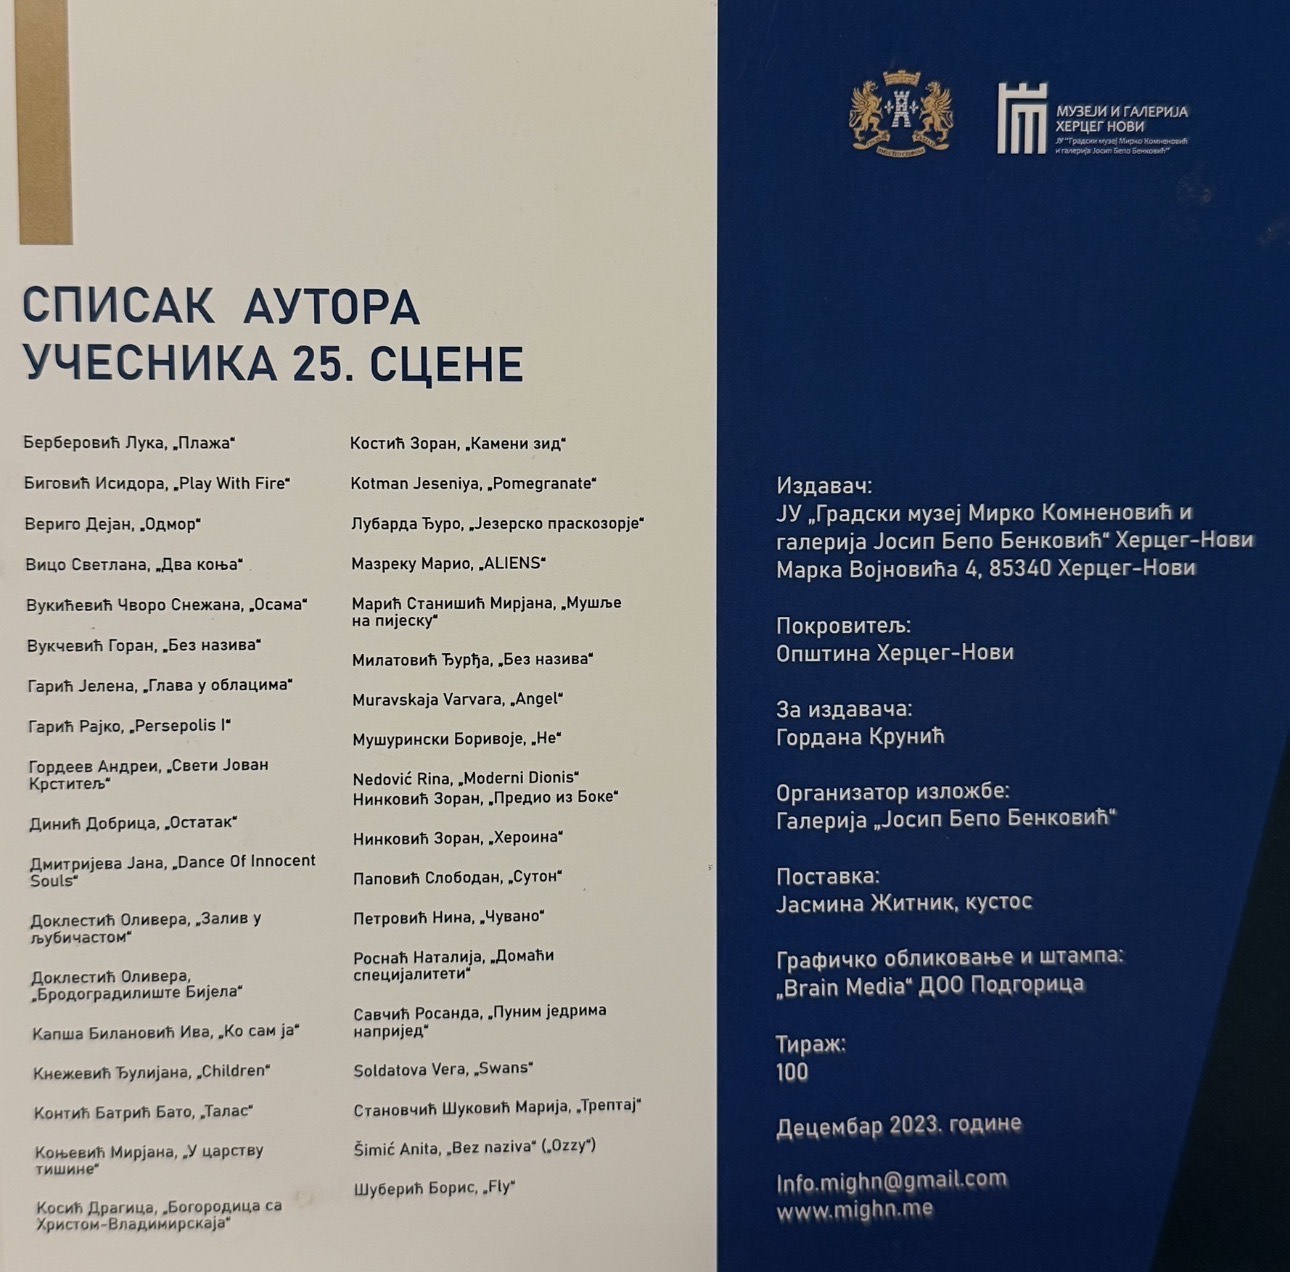 СПИСАК АУТОРА
УЧЕСНИКА 25. СЦЕНЕ
Берберовић Лука, „Плажа“
Биговић Исидора, „Play With Fire“
Вериго Дејан, „Одмор“
Вицо Светлана, „Два коња“
Вукићевић Чворо Снежана, „Осама“
Вукчевић Горан, „Без назива“
Гарић Јелена, „Глава у облацима“
Гарић Рајко, „Persepolis I“
Гордеев Андреи, „Свети Јован
Крститељ“
Динић Добрица, „Остатак“
Дмитријева Јана, „Dance Of Innocent
Souls“
Доклестић Оливера, „Залив у
љубичастом“
Доклестић Оливера,
„Бродоградилиште Бијела“
Капша Билановић Ива, „Ко сам ја“
Кнежевић Ђулијана, „Children“
Контић Батрић Бато, „Талас“
Коњевић Мирјана, „У царству
тишине“
Косић Драгица, „Богородица са
Христом-Владимирскаја“
Костић Зоран, „Камени зид“
Kotman Jeseniya, „Pomegranate“
Лубарда Ђуро, „Језерско праскозорје“
Мазреку Марио, „ALIENS“
Марић Станишић Мирјана, „Мушље
на пијеску“
Милатовић Ђурђа, „Без назива“
Muravskaja Varvara, „Angel“
Мушурински Боривоје, „Не“
Nedović Rina, „Moderni Dionis“
Нинковић Зоран, „Предио из Боке“
Нинковић Зоран, „Хероина“
Паповић Слободан, „Сутон“
Петровић Нина, „Чувано“
Роснаћ Наталија, „Домаћи
специјалитети“
Савчић Росанда, „Пуним једрима
напријед“
Soldatova Vera, „Swans“
Становчић Шуковић Марија, „Трептај“
Šimić Anita, „Bez naziva“ („Ozzy“)
Шуберић Борис, „Fly“
МУЗЕЈИ И ГАЛЕРИЈА
ХЕРЦЕГ НОВИ
ЈУ "Градски музеј Мирко Комненовић
и галерија Јосип Бепо Бенковић"
Издавач:
ЈУ „Градски музеј Мирко Комненовић и
галерија Јосип Бепо Бенковић“ Херцег-Нови
Марка Војновића 4, 85340 Херцег-Нови
Покровитељ:
Општина Херцег-Нови
За издавача:
Гордана Крунић
Организатор изложбе:
Галерија „Јосип Бепо Бенковић“
Поставка:
Јасмина Житник, кустос
Графичко обликовање и штампа:
„Brain Media“ ДОО Подгорица
Тираж:
100
Децембар 2023. године
Info.mighn@gmail.com
www.mighn.me